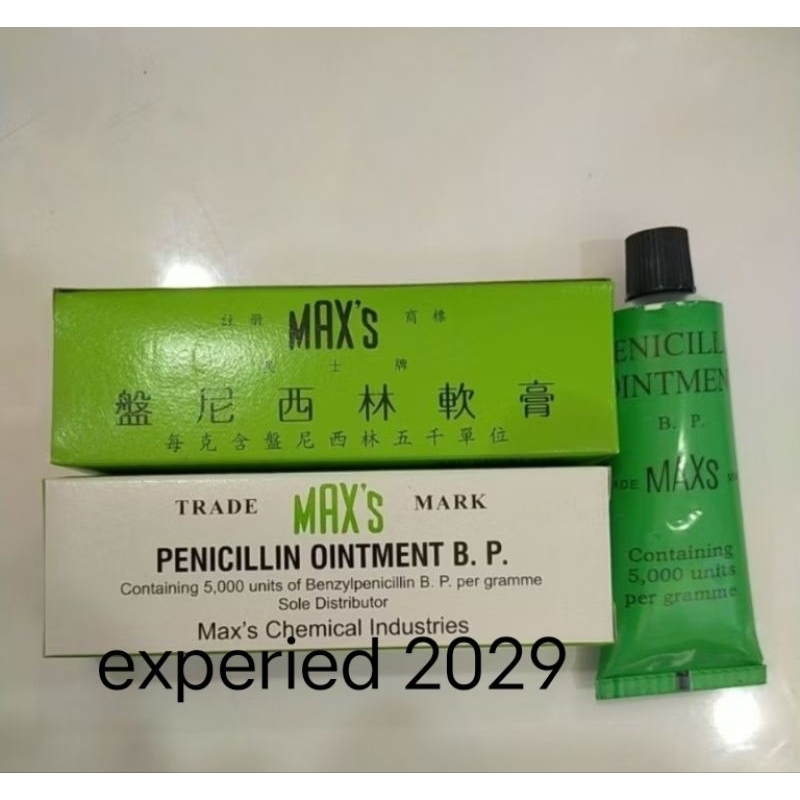 註冊 MAX'S 商標
士牌
盤尼西林軟膏
每克含盤尼西林五千單位
TRADE MAX'S MARK
PENICILLIN OINTMENT B. P.
Containing 5,000 units of Benzylpenicillin B. P. per gramme
Sole Distributor
Max's Chemical Industries
experied 2029
ENICILL
OINTMEN
B. P.
ADE MAXS M
Containing
5,000 units
per gramme